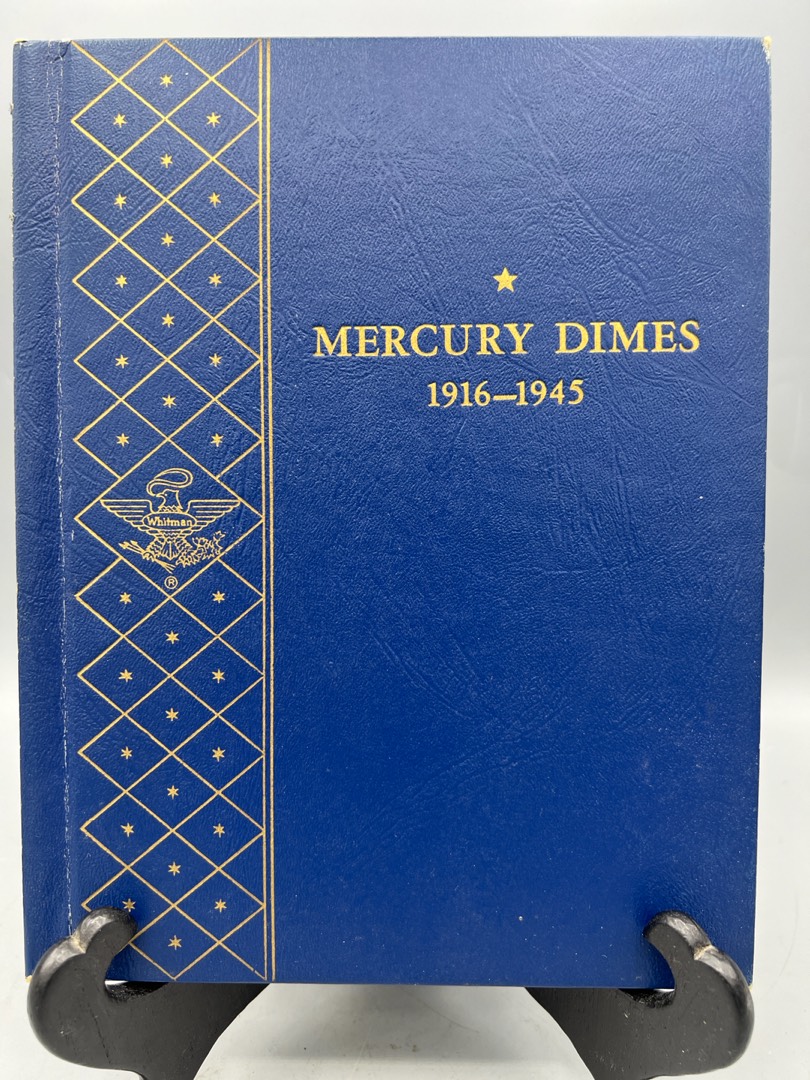 MERCURY DIMES
1916–1945
Whitman
®